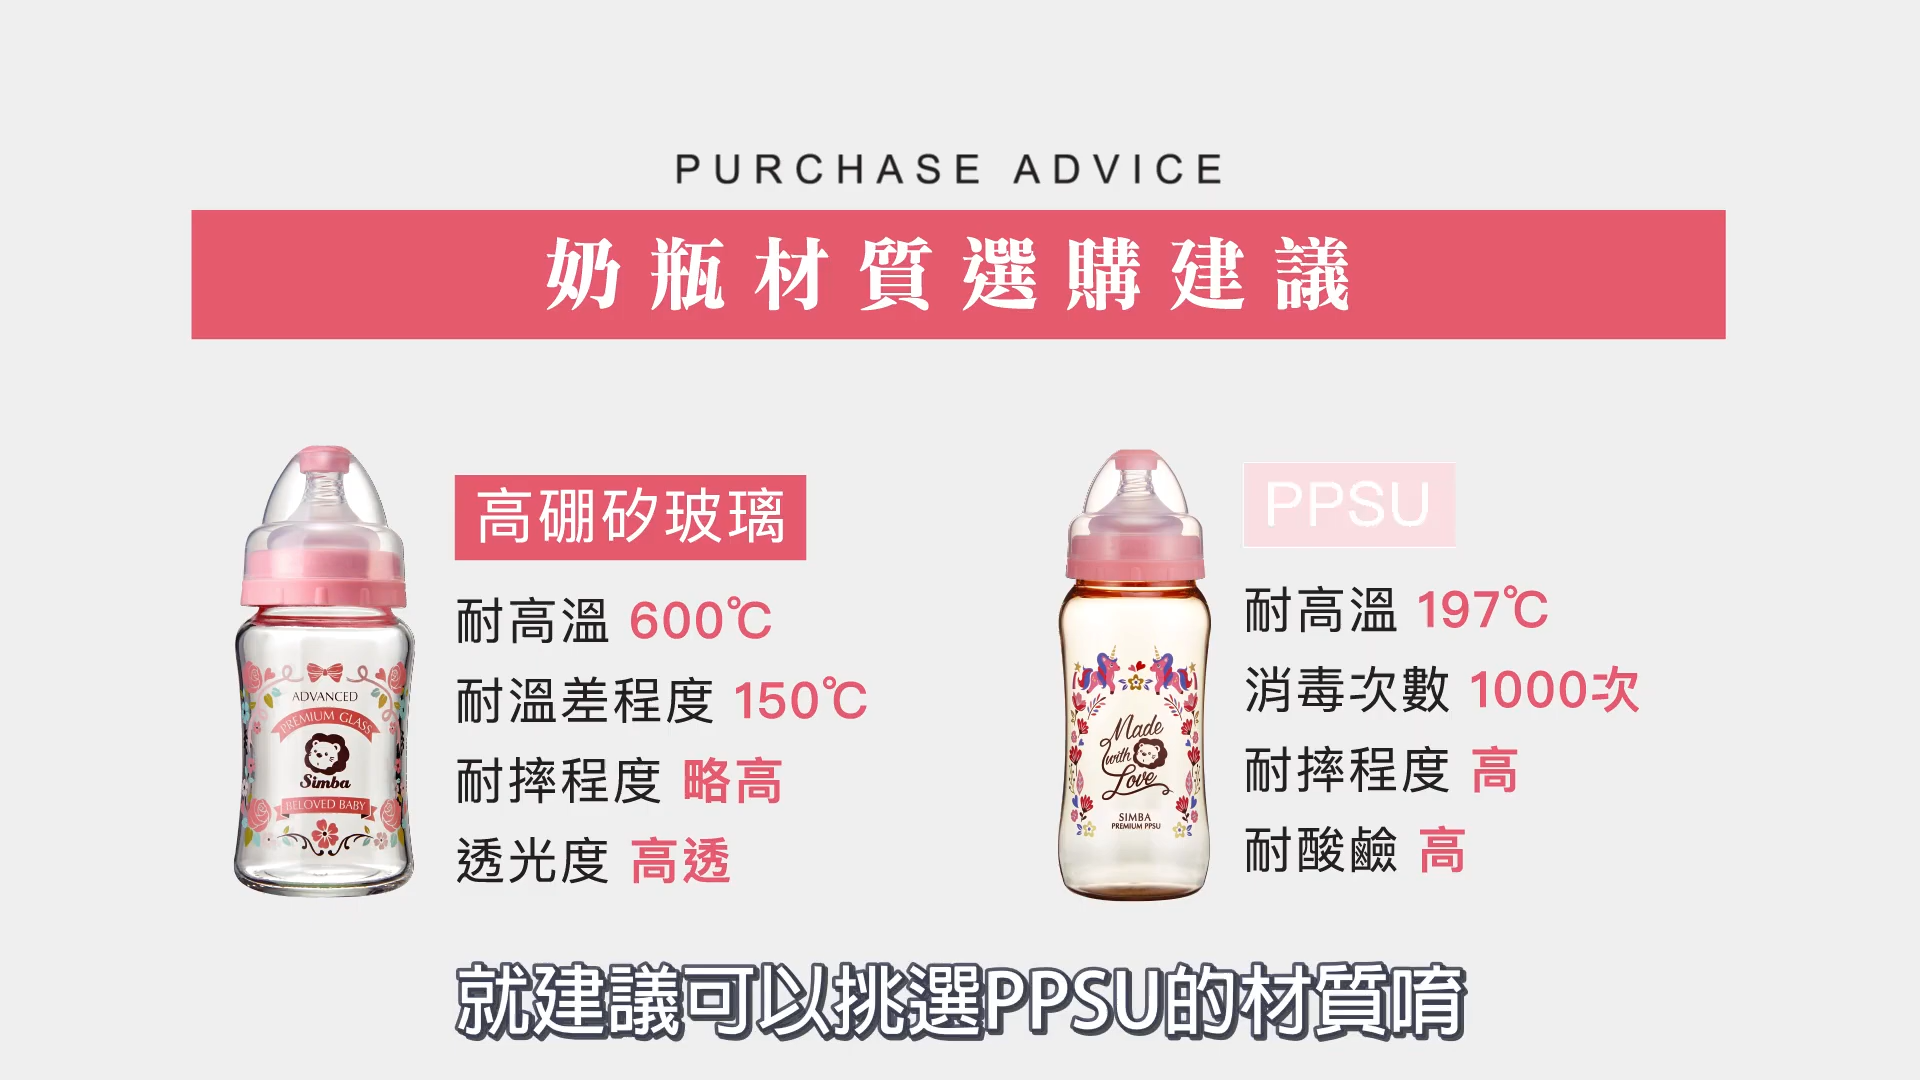 PURCHASE ADVICE
奶瓶材質選購建議
高硼矽玻璃
耐高溫 600℃
耐溫差程度 150℃
耐摔程度 略高
透光度 高透
ADVANCED
PREMIUM GLASS
Simba
BELOVED BABY
PPSU
耐高溫 197℃
消毒次數 1000次
耐摔程度 高
耐酸鹼 高
Made
with
Love
SIMBA
PREMIUM PPSU
就建議可以挑選PPSU的材質唷